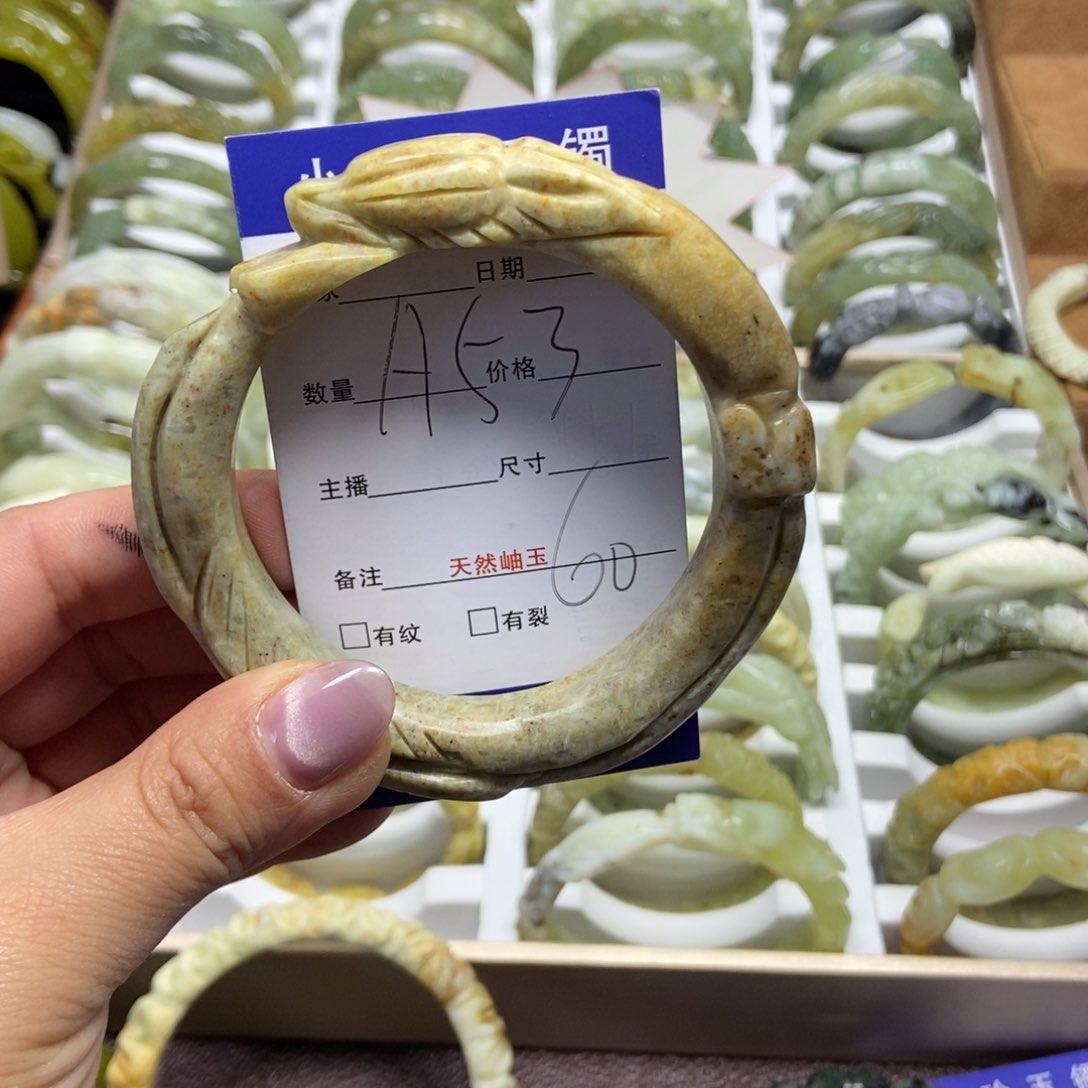 镯
日期
A53
数量 价格
主播 尺寸
60
备注 天然岫玉
有纹 有裂